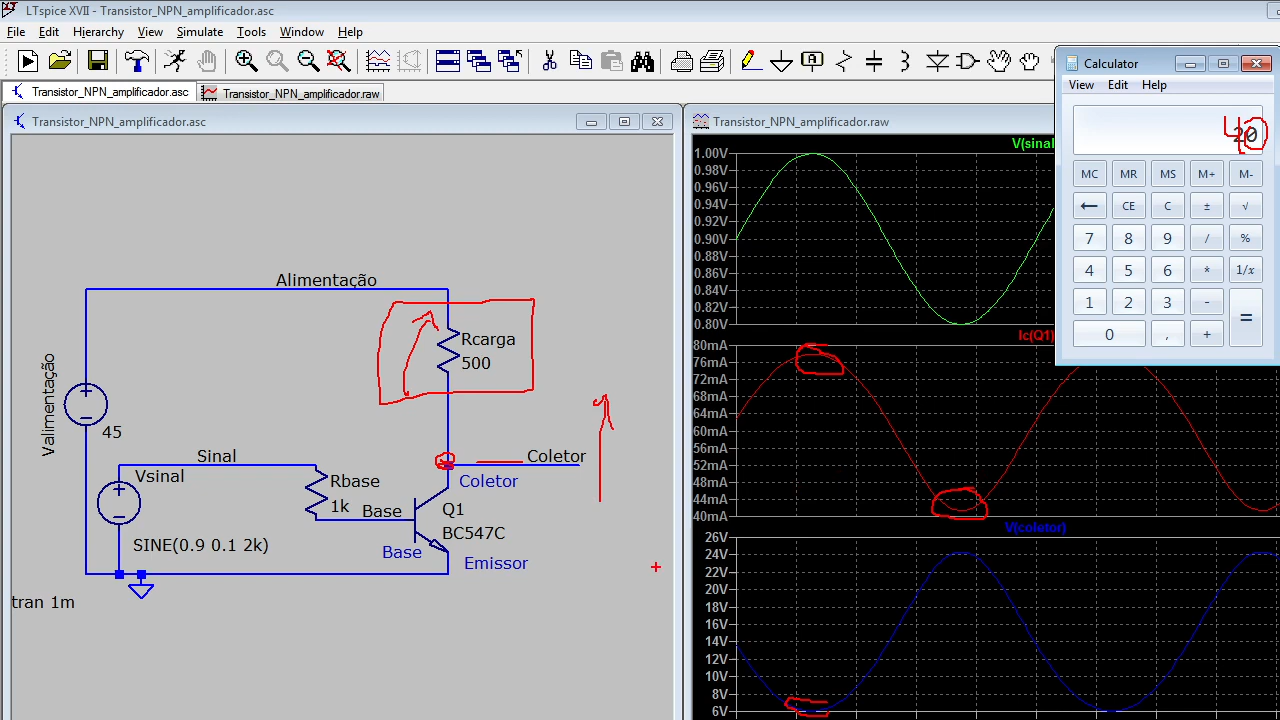 LTspice XVII - Transistor_NPN_amplificador.asc
File Edit Hierarchy View Simulate Tools Window Help
Transistor_NPN_amplificador.asc Transistor_NPN_amplificador.raw
Transistor_NPN_amplificador.asc
Alimentação
Rcarga
500
Valimentação
45
Sinal
Vsinal
Rbase
1k
Base
Coletor
Coletor
Q1
BC547C
SINE(0.9 0.1 2k)
Base
Emissor
tran 1m
Transistor_NPN_amplificador.raw
V(sinal
1.00V
0.98V
0.96V
0.94V
0.92V
0.90V
0.88V
0.86V
0.84V
0.82V
0.80V
Ic(Q1)
80mA
76mA
72mA
68mA
64mA
60mA
56mA
52mA
48mA
44mA
40mA
V(coletor)
26V
24V
22V
20V
18V
16V
14V
12V
10V
8V
6V
Calculator
View Edit Help
20
MC MR MS M+ M-
← CE C ± √
7 8 9 / %
4 5 6 * 1/x
1 2 3 - =
0 , +